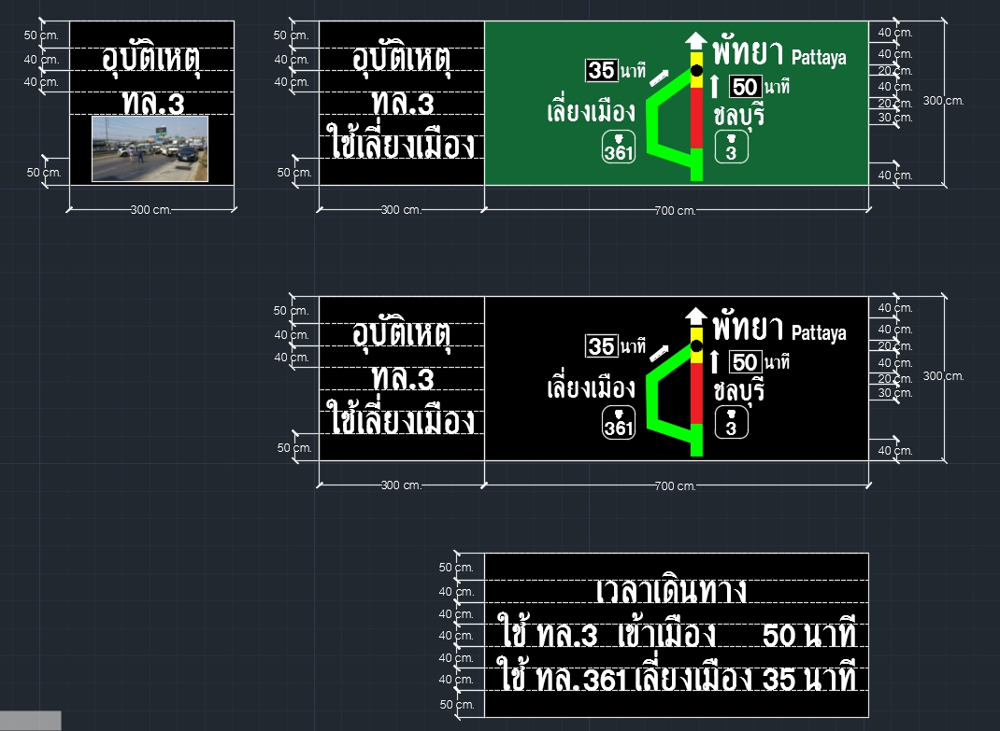 50 cm.
40 cm.
40 cm.
50 cm.
อุบัติเหตุ
ทล.3
300 cm.
50 cm.
40 cm.
40 cm.
50 cm.
อุบัติเหตุ
ทล.3
ใช้เลี่ยงเมือง
300 cm.
พัทยา Pattaya
35 นาที
50 นาที
เลี่ยงเมือง
ชลบุรี
361
3
700 cm.
40 cm.
40 cm.
20 cm.
40 cm.
20 cm.
30 cm.
40 cm.
300 cm.
50 cm.
40 cm.
40 cm.
50 cm.
อุบัติเหตุ
ทล.3
ใช้เลี่ยงเมือง
300 cm.
พัทยา Pattaya
35 นาที
50 นาที
เลี่ยงเมือง
ชลบุรี
361
3
700 cm.
40 cm.
40 cm.
20 cm.
40 cm.
20 cm.
30 cm.
40 cm.
300 cm.
50 cm.
40 cm.
40 cm.
40 cm.
40 cm.
40 cm.
50 cm.
เวลาเดินทาง
ใช้ ทล.3 เข้าเมือง 50 นาที
ใช้ ทล.361 เลี่ยงเมือง 35 นาที